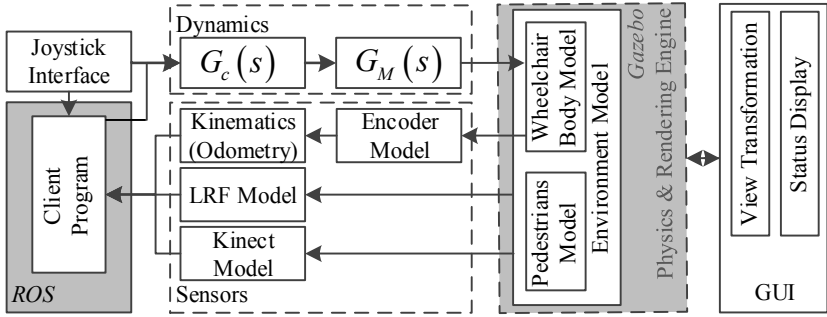 Joystick
Interface
Client
Program
ROS
Dynamics
G_c(s)
G_M(s)
Kinematics
(Odometry)
Encoder
Model
LRF Model
Kinect
Model
Sensors
Wheelchair
Body Model
Pedestrians
Model
Environment Model
Gazebo
Physics & Rendering Engine
View Transformation
Status Display
GUI